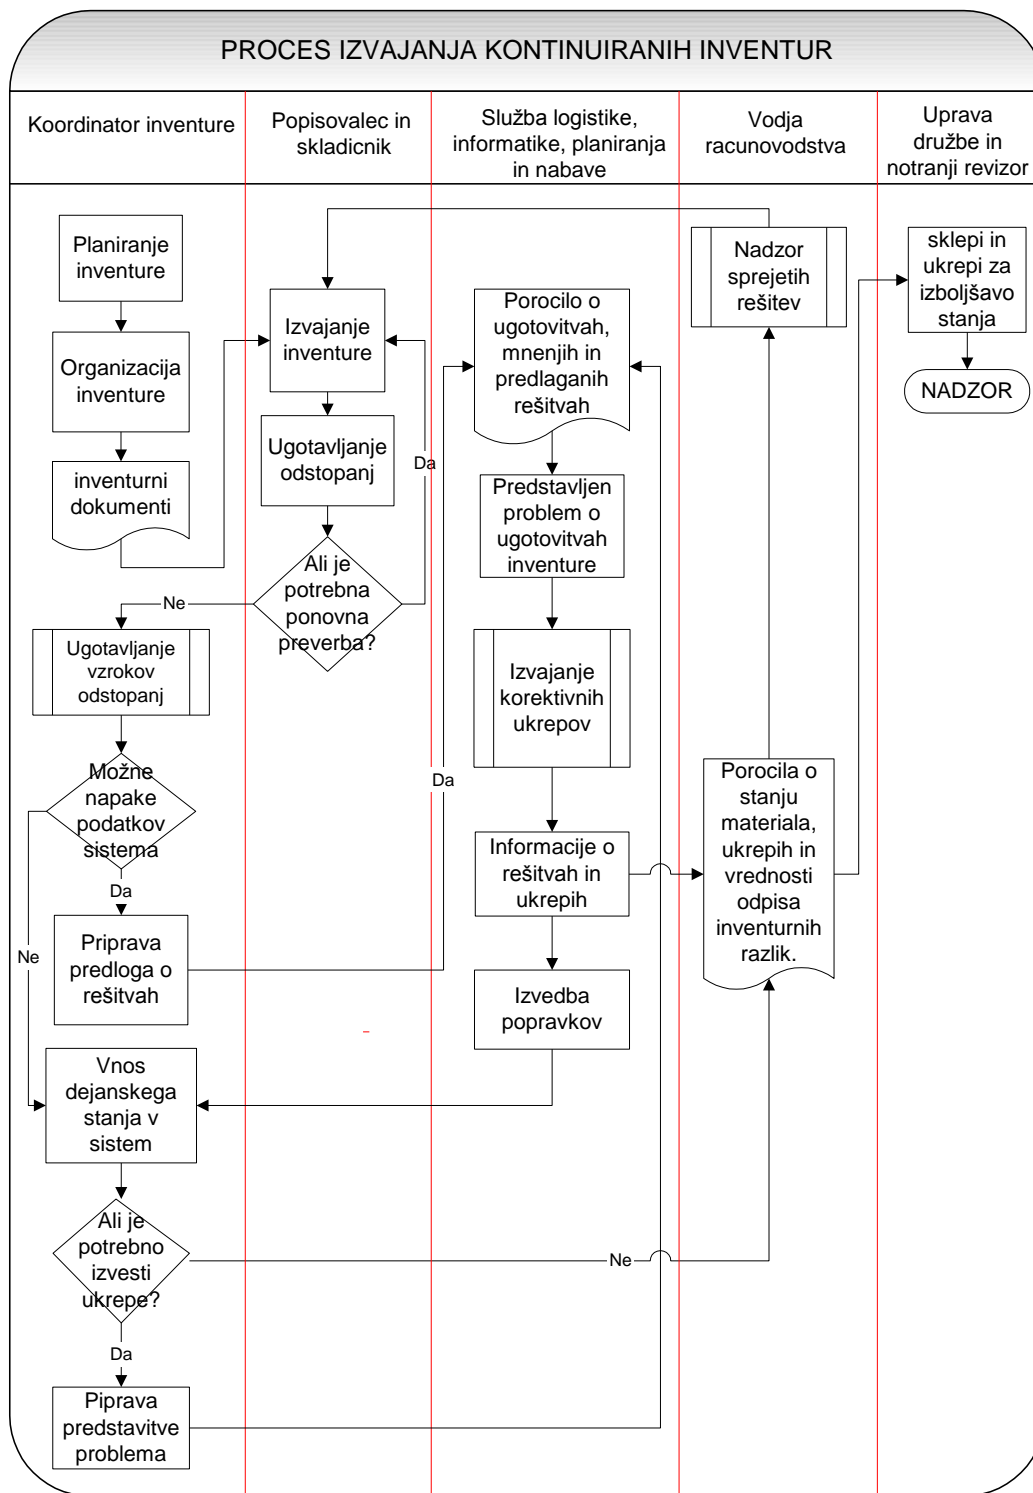 PROCES IZVAJANJA KONTINUIRANIH INVENTUR
Koordinator inventure
Popisovalec in
skladicnik
Služba logistike,
informatike, planiranja
in nabave
Vodja
racunovodstva
Uprava
družbe in
notranji revizor
Planiranje
inventure
Organizacija
inventure
inventurni
dokumenti
Ne
Ugotavljanje
vzrokov
odstopanj
Možne
napake
podatkov
sistema
Da
Ne
Priprava
predloga o
rešitvah
Vnos
dejanskega
stanja v
sistem
Ali je
potrebno
izvesti
ukrepe?
Da
Piprava
predstavitve
problema
Izvajanje
inventure
Ugotavljanje
odstopanj
Da
Ali je
potrebna
ponovna
preverba?
Porocilo o
ugotovitvah,
mnenjih in
predlaganih
rešitvah
Predstavljen
problem o
ugotovitvah
inventure
Izvajanje
korektivnih
ukrepov
Da
Informacije o
rešitvah in
ukrepih
Izvedba
popravkov
Ne
Nadzor
sprejetih
rešitev
Porocila o
stanju
materiala,
ukrepih in
vrednosti
odpisa
inventurnih
razlik.
sklepi in
ukrepi za
izboljšavo
stanja
NADZOR